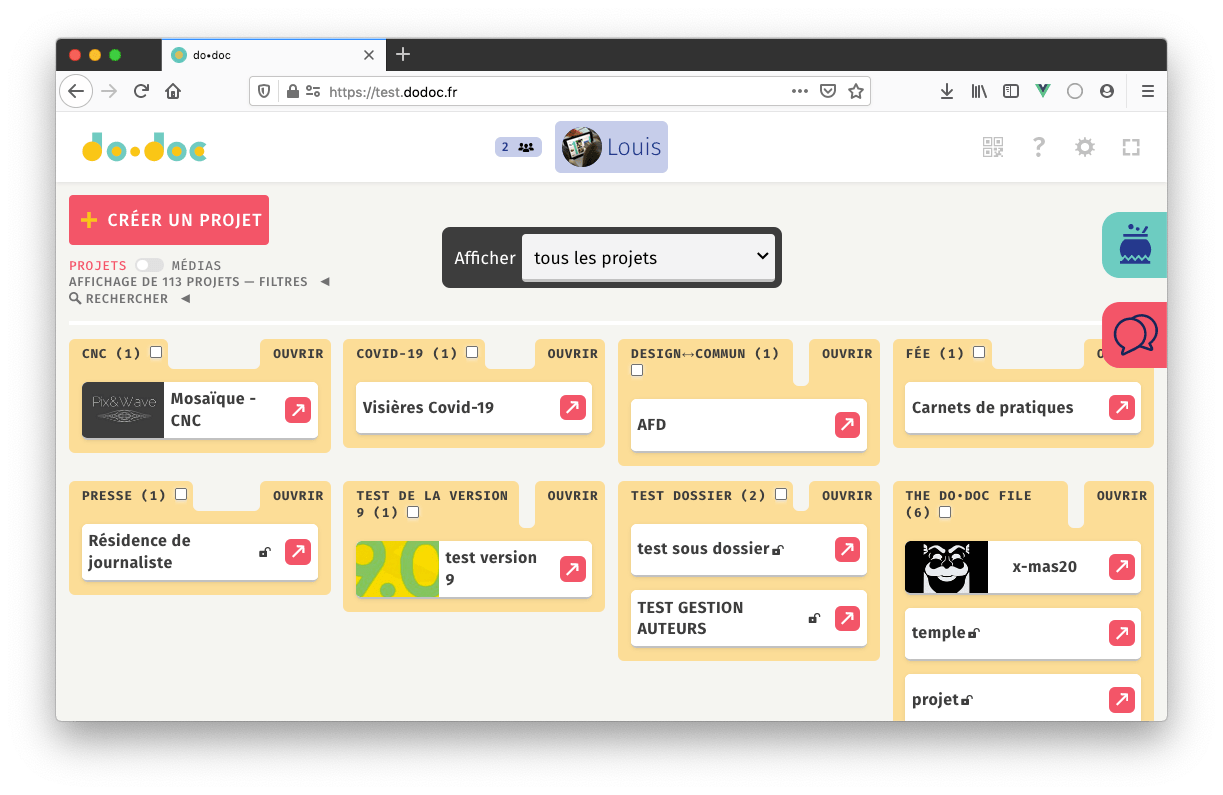 do•doc
https://test.dodoc.fr
do•doc
2
Louis
CRÉER UN PROJET
PROJETS MÉDIAS
AFFICHAGE DE 113 PROJETS — FILTRES ◀
RECHERCHER ◀
Afficher tous les projets
CNC (1) OUVRIR
Pix&Wave
Mosaïque -
CNC
COVID-19 (1) OUVRIR
Visières Covid-19
DESIGN↔COMMUN (1) OUVRIR
AFD
FÉE (1)
Carnets de pratiques
PRESSE (1) OUVRIR
Résidence de
journaliste
TEST DE LA VERSION OUVRIR
9 (1)
9.0
test version
9
TEST DOSSIER (2) OUVRIR
test sous dossier
TEST GESTION
AUTEURS
THE DO•DOC FILE OUVRIR
(6)
x-mas20
temple
projet